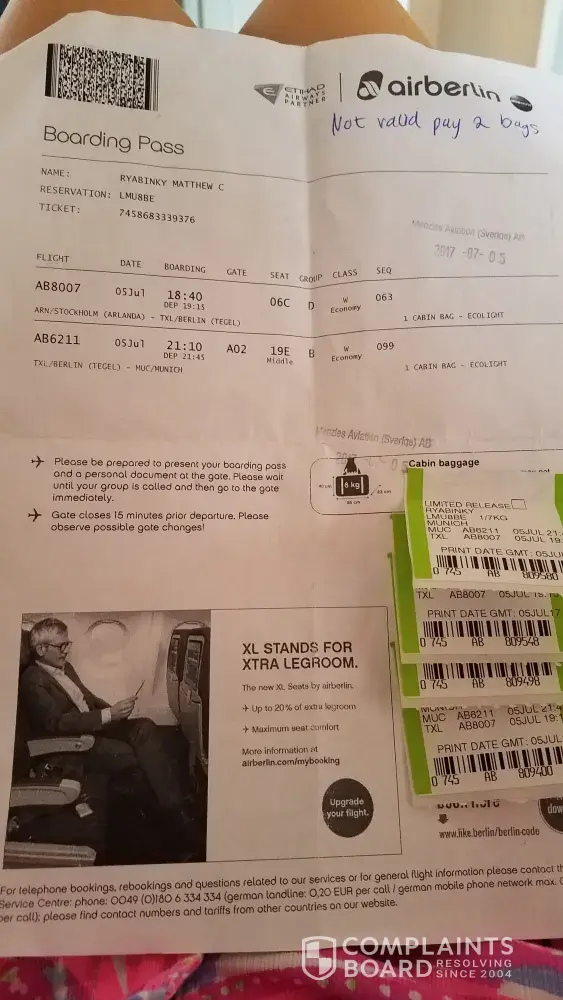 ETIHAD
AIRWAYS
PARTNER
airberlin
Not valid pay 2 bags
Boarding Pass
NAME: RYABINKY MATTHEW C
RESERVATION: LMU8BE
TICKET: 7458683339376
Menzies Aviation (Sverige) AB
2017 -07- 05
FLIGHT DATE BOARDING GATE SEAT GROUP CLASS SEQ
AB8007 05Jul 18:40 06C D W 063
DEP 19:15 Economy
ARN/STOCKHOLM (ARLANDA) - TXL/BERLIN (TEGEL) 1 CABIN BAG - ECOLIGHT
AB6211 05Jul 21:10 A02 19E B W 099
DEP 21:45 Middle Economy
TXL/BERLIN (TEGEL) - MUC/MUNICH 1 CABIN BAG - ECOLIGHT
Menzies Aviation (Sverige) AB
2017
Please be prepared to present your boarding pass
and a personal document at the gate. Please wait
until your group is called and then go to the gate
immediately.
Gate closes 15 minutes prior departure. Please
observe possible gate changes!
8 kg
Cabin baggage
LIMITED RELEASE
RYABINKY
LMU8BE 1/7KG
MUNICH
MUC AB6211 05JUL 21:
TXL AB8007 05JUL 19:
PRINT DATE GMT: 05JU
0 745 AB 809580
TXL AB8007 05JUL
PRINT DATE GMT: 05JUL17
0 745 AB 809548
0 745 AB 809498
MUC AB6211 05JUL 21:4
TXL AB8007 05JUL 19:1
PRINT DATE GMT: 05JUL
0 745 AB 809400
XL STANDS FOR
XTRA LEGROOM.
The new XL Seats by airberlin.
Up to 20% of extra legroom
Maximum seat comfort
More information at
airberlin.com/mybooking
Upgrade
your flight.
www.like.berlin/berlin-code
For telephone bookings, rebookings and questions related to our services or for general flight information please contact th
Service Centre: phone: 0049 (0)180 6 334 334 (german landline: 0,20 EUR per call / german mobile phone network max.
per call); please find contact numbers and tariffs from other countries on our website.
COMPLAINTS
BOARD RESOLVING
SINCE 2004